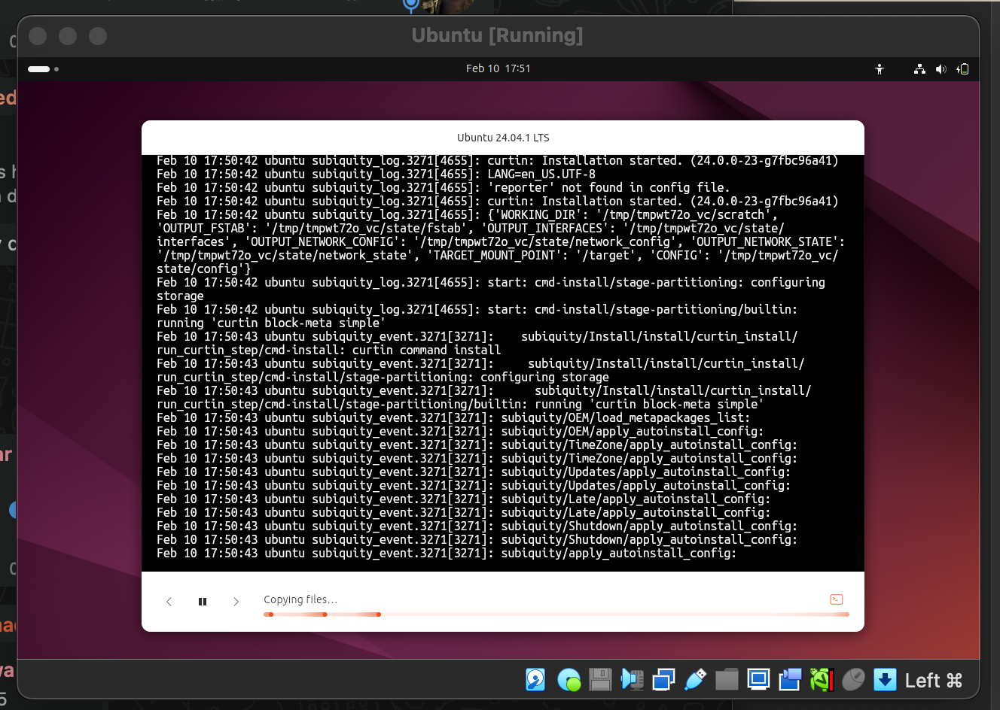 Ubuntu [Running]
Feb 10 17:51
Ubuntu 24.04.1 LTS
Feb 10 17:50:42 ubuntu subiquity_log.3271[4655]: curtin: Installation started. (24.0.0-23-g7fbc96a41)
Feb 10 17:50:42 ubuntu subiquity_log.3271[4655]: LANG=en_US.UTF-8
Feb 10 17:50:42 ubuntu subiquity_log.3271[4655]: 'reporter' not found in config file.
Feb 10 17:50:42 ubuntu subiquity_log.3271[4655]: curtin: Installation started. (24.0.0-23-g7fbc96a41)
Feb 10 17:50:42 ubuntu subiquity_log.3271[4655]: {'WORKING_DIR': '/tmp/tmpwt72o_vc/scratch',
'OUTPUT_FSTAB': '/tmp/tmpwt72o_vc/state/fstab', 'OUTPUT_INTERFACES': '/tmp/tmpwt72o_vc/state/
interfaces', 'OUTPUT_NETWORK_CONFIG': '/tmp/tmpwt72o_vc/state/network_config', 'OUTPUT_NETWORK_STATE':
'/tmp/tmpwt72o_vc/state/network_state', 'TARGET_MOUNT_POINT': '/target', 'CONFIG': '/tmp/tmpwt72o_vc/
state/config'}
Feb 10 17:50:42 ubuntu subiquity_log.3271[4655]: start: cmd-install/stage-partitioning: configuring
storage
Feb 10 17:50:42 ubuntu subiquity_log.3271[4655]: start: cmd-install/stage-partitioning/builtin:
running 'curtin block-meta simple'
Feb 10 17:50:43 ubuntu subiquity_event.3271[3271]:    subiquity/Install/install/curtin_install/
run_curtin_step/cmd-install: curtin command install
Feb 10 17:50:43 ubuntu subiquity_event.3271[3271]:     subiquity/Install/install/curtin_install/
run_curtin_step/cmd-install/stage-partitioning: configuring storage
Feb 10 17:50:43 ubuntu subiquity_event.3271[3271]:      subiquity/Install/install/curtin_install/
run_curtin_step/cmd-install/stage-partitioning/builtin: running 'curtin block-meta simple'
Feb 10 17:50:43 ubuntu subiquity_event.3271[3271]: subiquity/OEM/load_metapackages_list:
Feb 10 17:50:43 ubuntu subiquity_event.3271[3271]: subiquity/OEM/apply_autoinstall_config:
Feb 10 17:50:43 ubuntu subiquity_event.3271[3271]: subiquity/TimeZone/apply_autoinstall_config:
Feb 10 17:50:43 ubuntu subiquity_event.3271[3271]: subiquity/TimeZone/apply_autoinstall_config:
Feb 10 17:50:43 ubuntu subiquity_event.3271[3271]: subiquity/Updates/apply_autoinstall_config:
Feb 10 17:50:43 ubuntu subiquity_event.3271[3271]: subiquity/Updates/apply_autoinstall_config:
Feb 10 17:50:43 ubuntu subiquity_event.3271[3271]: subiquity/Late/apply_autoinstall_config:
Feb 10 17:50:43 ubuntu subiquity_event.3271[3271]: subiquity/Late/apply_autoinstall_config:
Feb 10 17:50:43 ubuntu subiquity_event.3271[3271]: subiquity/Shutdown/apply_autoinstall_config:
Feb 10 17:50:43 ubuntu subiquity_event.3271[3271]: subiquity/Shutdown/apply_autoinstall_config:
Feb 10 17:50:43 ubuntu subiquity_event.3271[3271]: subiquity/apply_autoinstall_config:
Copying files…
Left ⌘